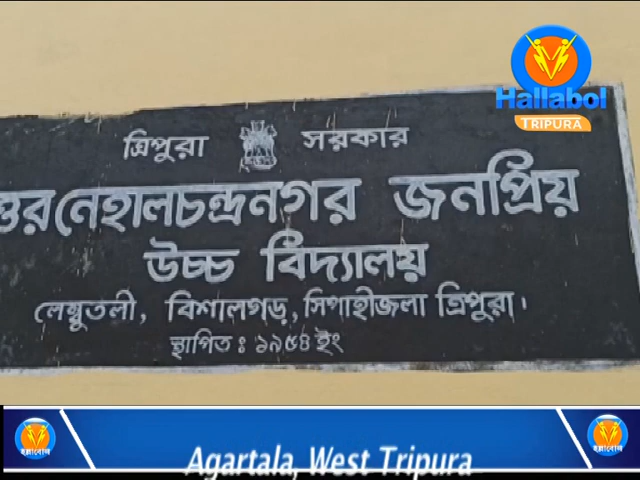 Hallabol
TRIPURA
ত্রিপুরা সরকার
ত্তরনেহালচন্দ্রনগর জনপ্রিয়
উচ্চ বিদ্যালয়
লেম্বুতলী, বিশালগড়, সিপাহীজলা ত্রিপুরা।
স্থাপিত : ১৯৫৪ ইং
হাল্লাবোল
হাল্লাবোল
Agartala, West Tripura